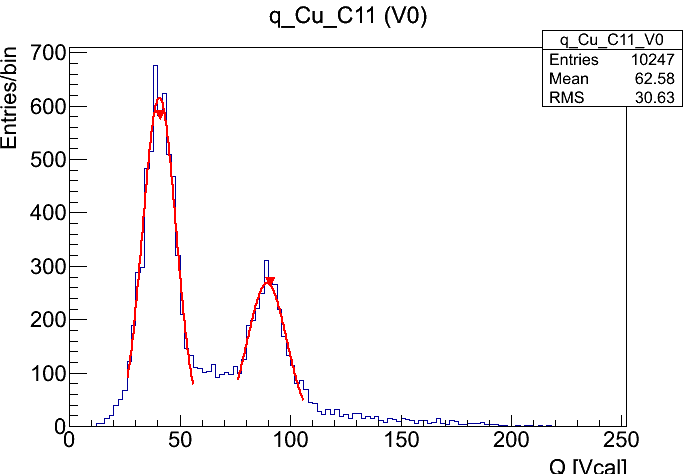 q_Cu_C11 (V0)
q_Cu_C11_V0
Entries 10247
Mean 62.58
RMS 30.63
Entries/bin
700
600
500
400
300
200
100
0
0 50 100 150 200 250
Q [Vcal]